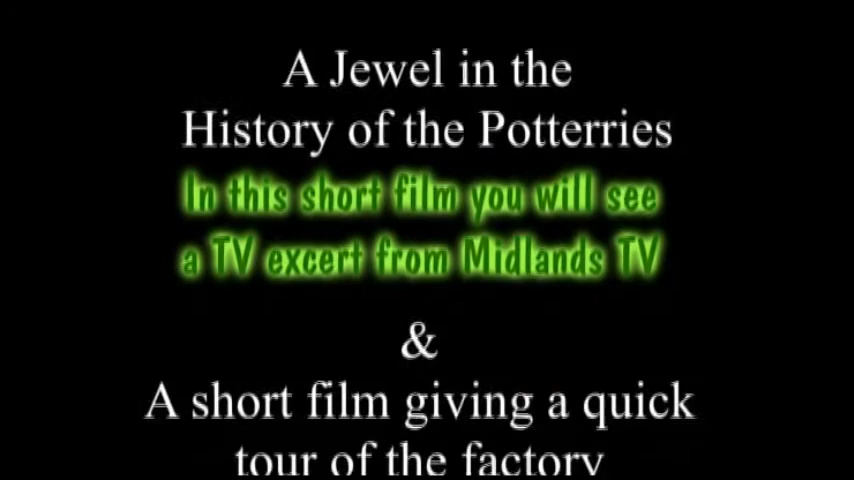 A Jewel in the
History of the Potterries
In this short film you will see
a TV excert from Midlands TV
&
A short film giving a quick
tour of the factory